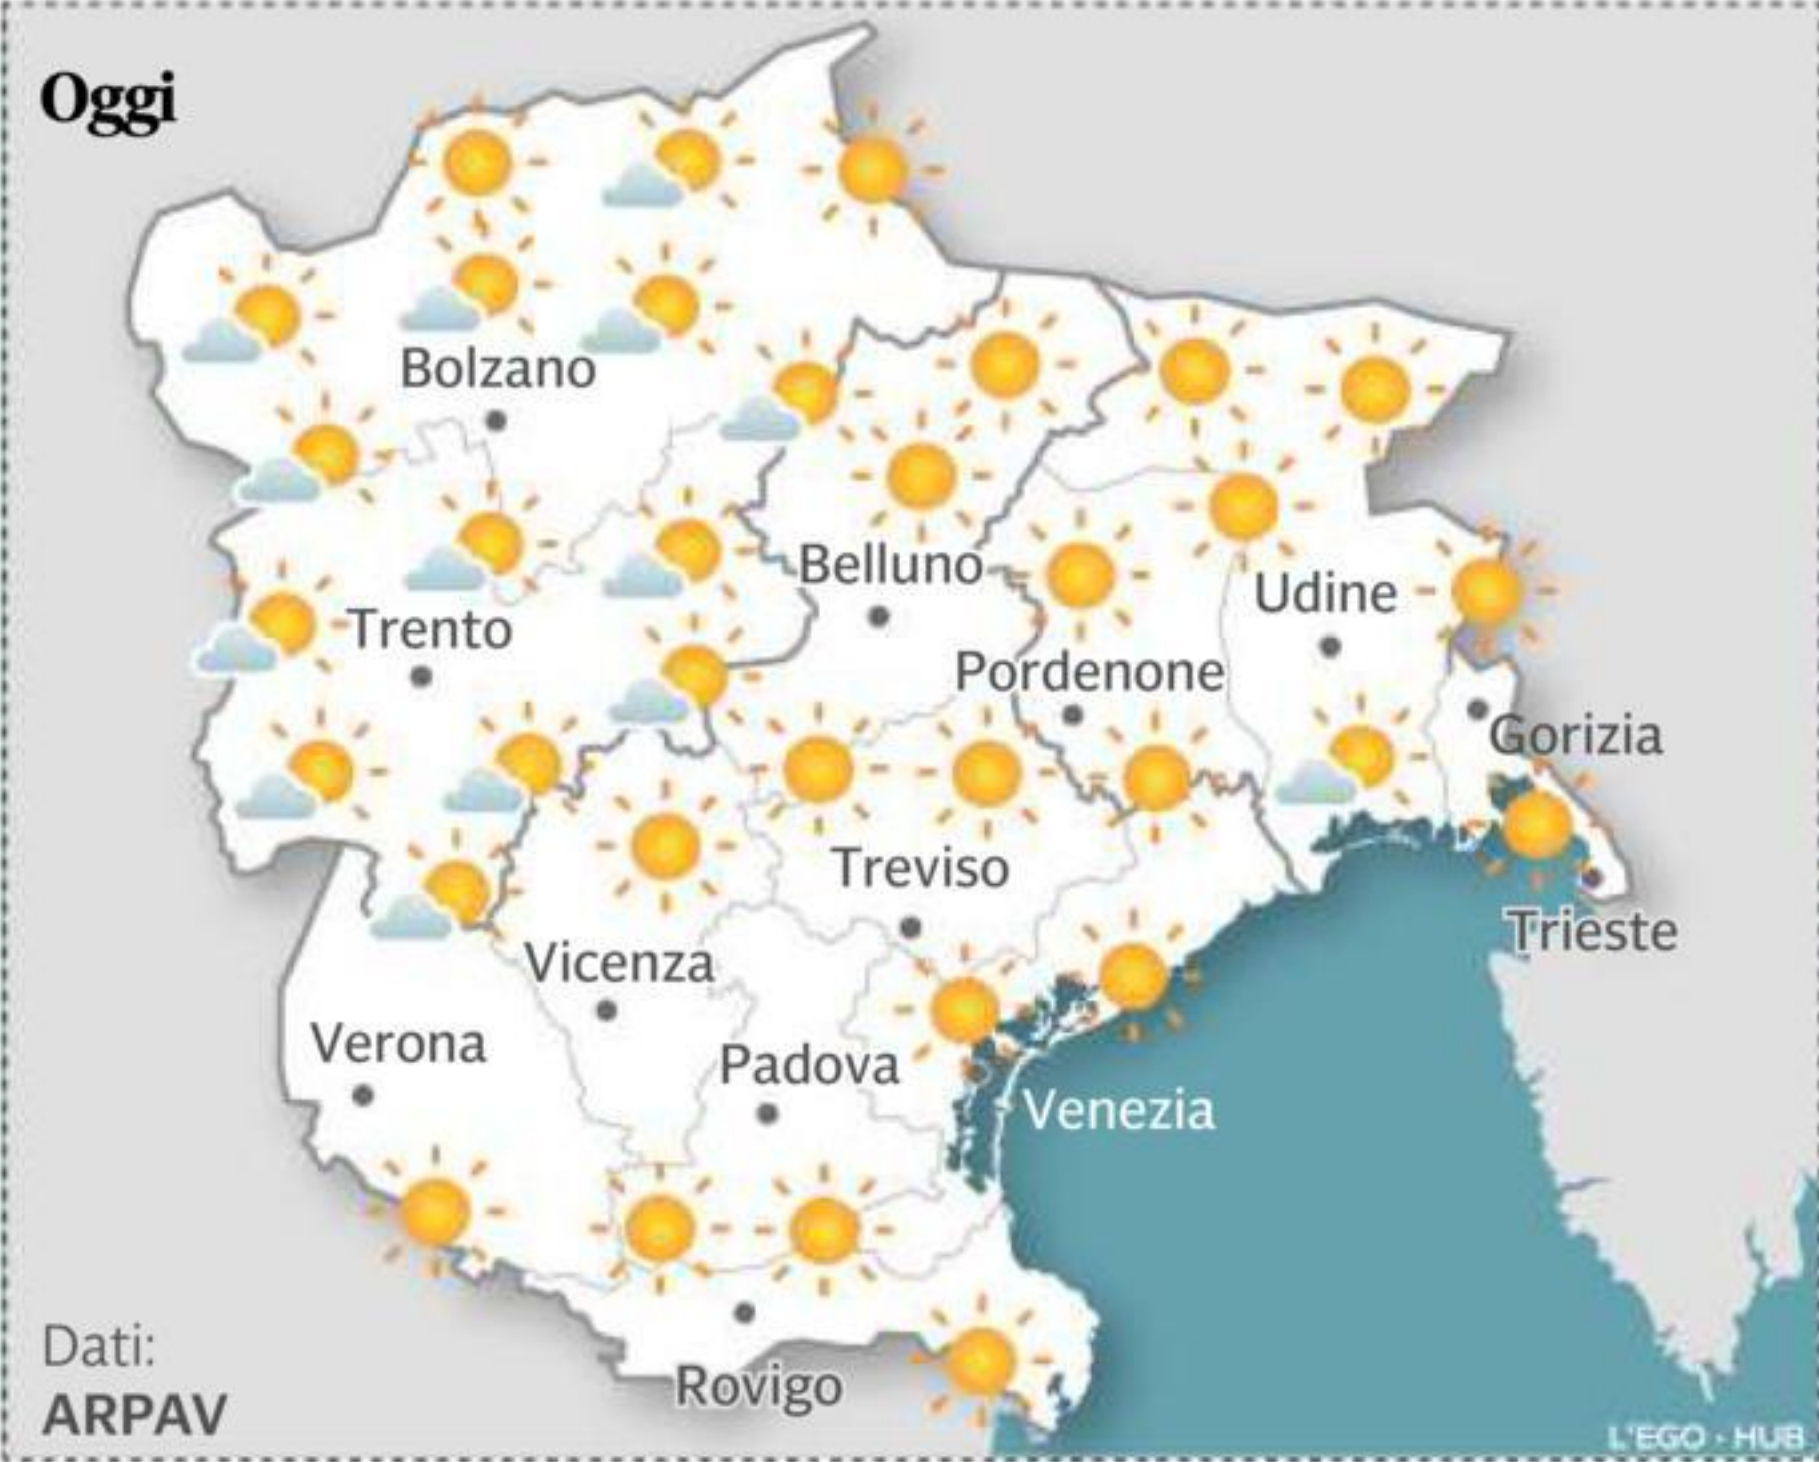 Oggi
Bolzano
Belluno
Udine
Trento
Pordenone
Gorizia
Treviso
Trieste
Vicenza
Verona
Padova
Venezia
Dati:
ARPAV
Rovigo
L'EGO - HUB